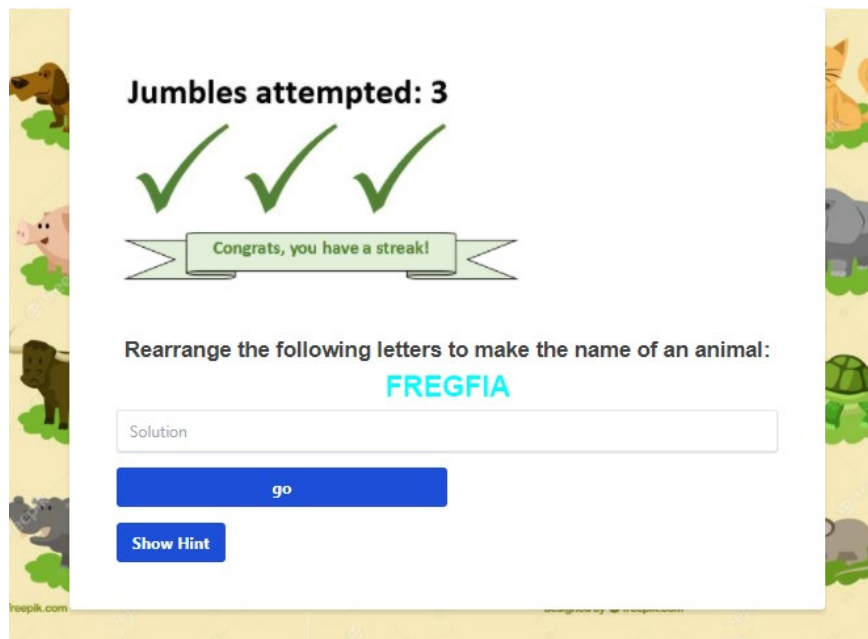 Jumbles attempted: 3
Congrats, you have a streak!
Rearrange the following letters to make the name of an animal:
FREGFIA
Solution
go
Show Hint
freepik.com